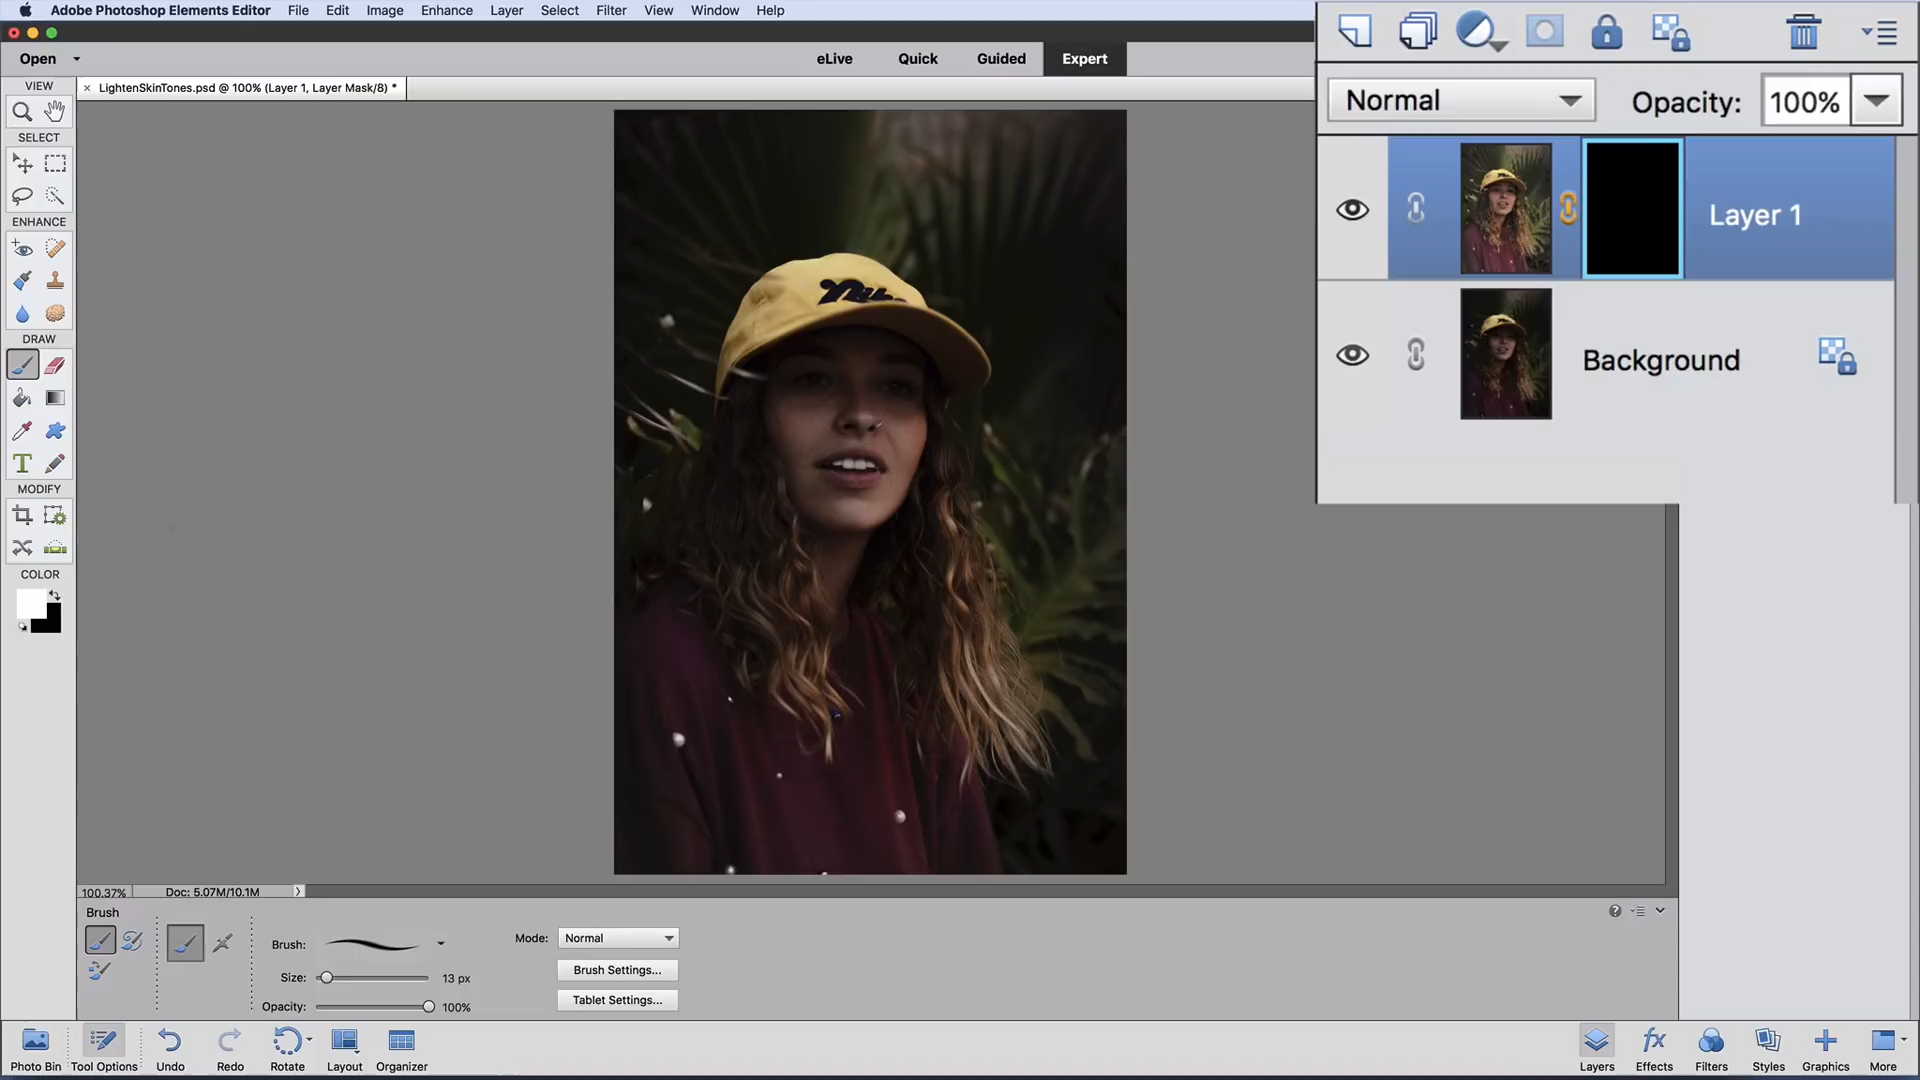 Adobe Photoshop Elements Editor File Edit Image Enhance Layer Select Filter View Window Help
Open eLive Quick Guided Expert
LightenSkinTones.psd @ 100% (Layer 1, Layer Mask/8) *
VIEW
SELECT
ENHANCE
DRAW
T
MODIFY
COLOR
Normal Opacity: 100%
Layer 1
Background
100.37% Doc: 5.07M/10.1M
Brush
Brush:
Size: 13 px
Opacity: 100%
Mode: Normal
Brush Settings...
Tablet Settings...
Photo Bin Tool Options Undo Redo Rotate Layout Organizer
fx
Layers Effects Filters Styles Graphics More